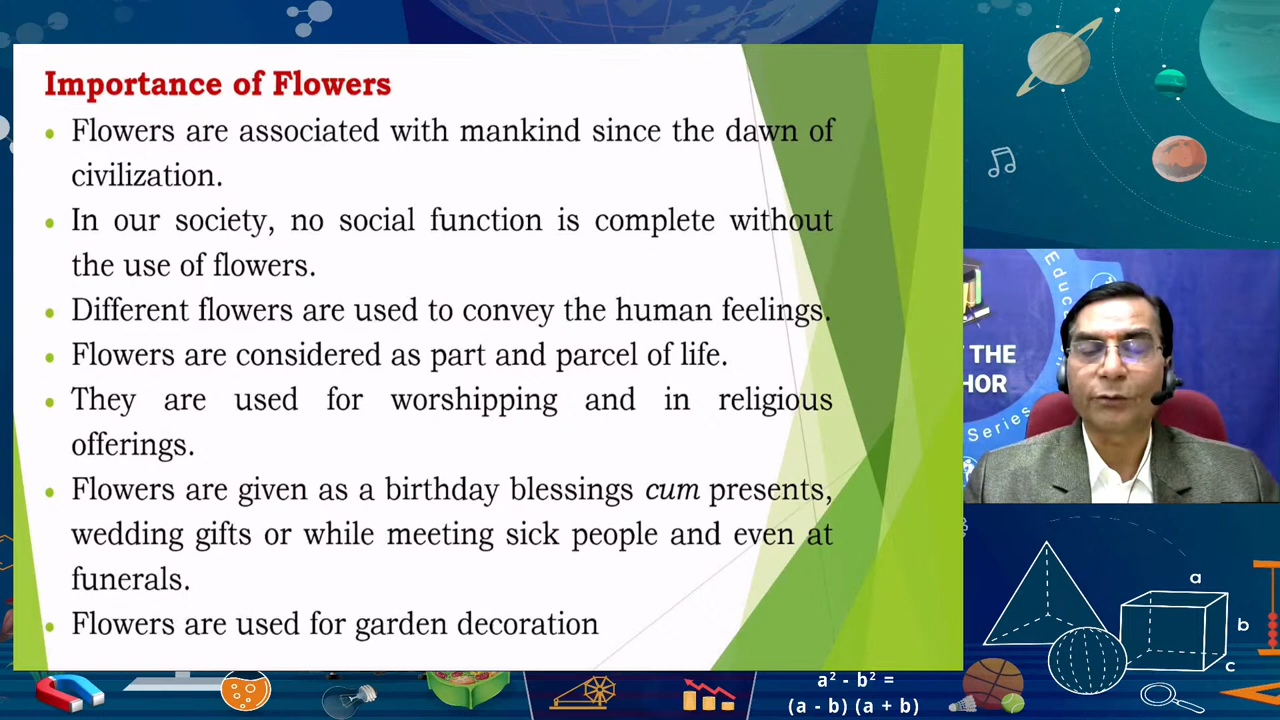 Importance of Flowers
• Flowers are associated with mankind since the dawn of
civilization.
• In our society, no social function is complete without
the use of flowers.
• Different flowers are used to convey the human feelings.
• Flowers are considered as part and parcel of life.
• They are used for worshipping and in religious
offerings.
• Flowers are given as a birthday blessings cum presents,
wedding gifts or while meeting sick people and even at
funerals.
• Flowers are used for garden decoration
THE
HOR
Series
a
b
c
a² - b² =
(a - b) (a + b)